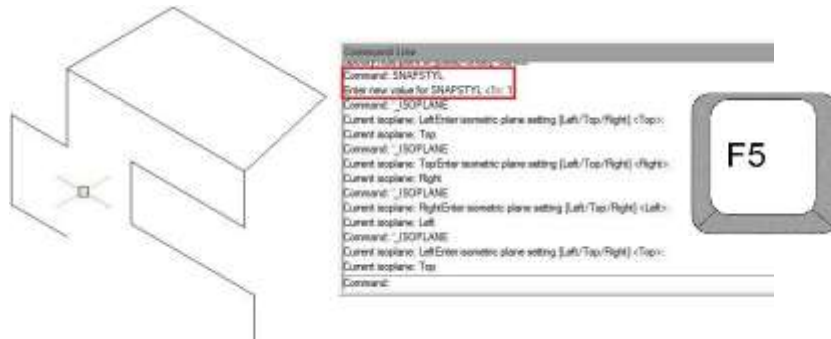 Command Line
Command: SNAPSTYL
Enter new value for SNAPSTYL <1>: 1
Command: '_ISOPLANE
Current isoplane: LeftEnter isometric plane setting [Left/Top/Right] <Top>:
Current isoplane: Top
Command: '_ISOPLANE
Current isoplane: TopEnter isometric plane setting [Left/Top/Right] <Right>:
Current isoplane: Right
Command: '_ISOPLANE
Current isoplane: RightEnter isometric plane setting [Left/Top/Right] <Left>:
Current isoplane: Left
Command: '_ISOPLANE
Current isoplane: LeftEnter isometric plane setting [Left/Top/Right] <Top>:
Current isoplane: Top
Command:
F5